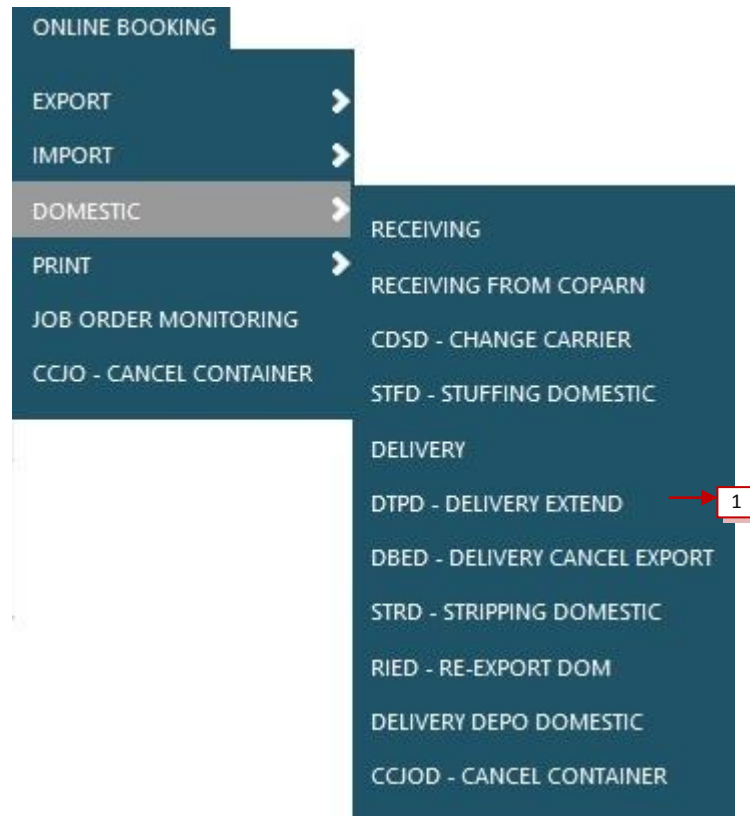 ONLINE BOOKING
EXPORT
IMPORT
DOMESTIC
PRINT
JOB ORDER MONITORING
CCJO - CANCEL CONTAINER
RECEIVING
RECEIVING FROM COPARN
CDSD - CHANGE CARRIER
STFD - STUFFING DOMESTIC
DELIVERY
DTPD - DELIVERY EXTEND
1
DBED - DELIVERY CANCEL EXPORT
STRD - STRIPPING DOMESTIC
RIED - RE-EXPORT DOM
DELIVERY DEPO DOMESTIC
CCJOD - CANCEL CONTAINER